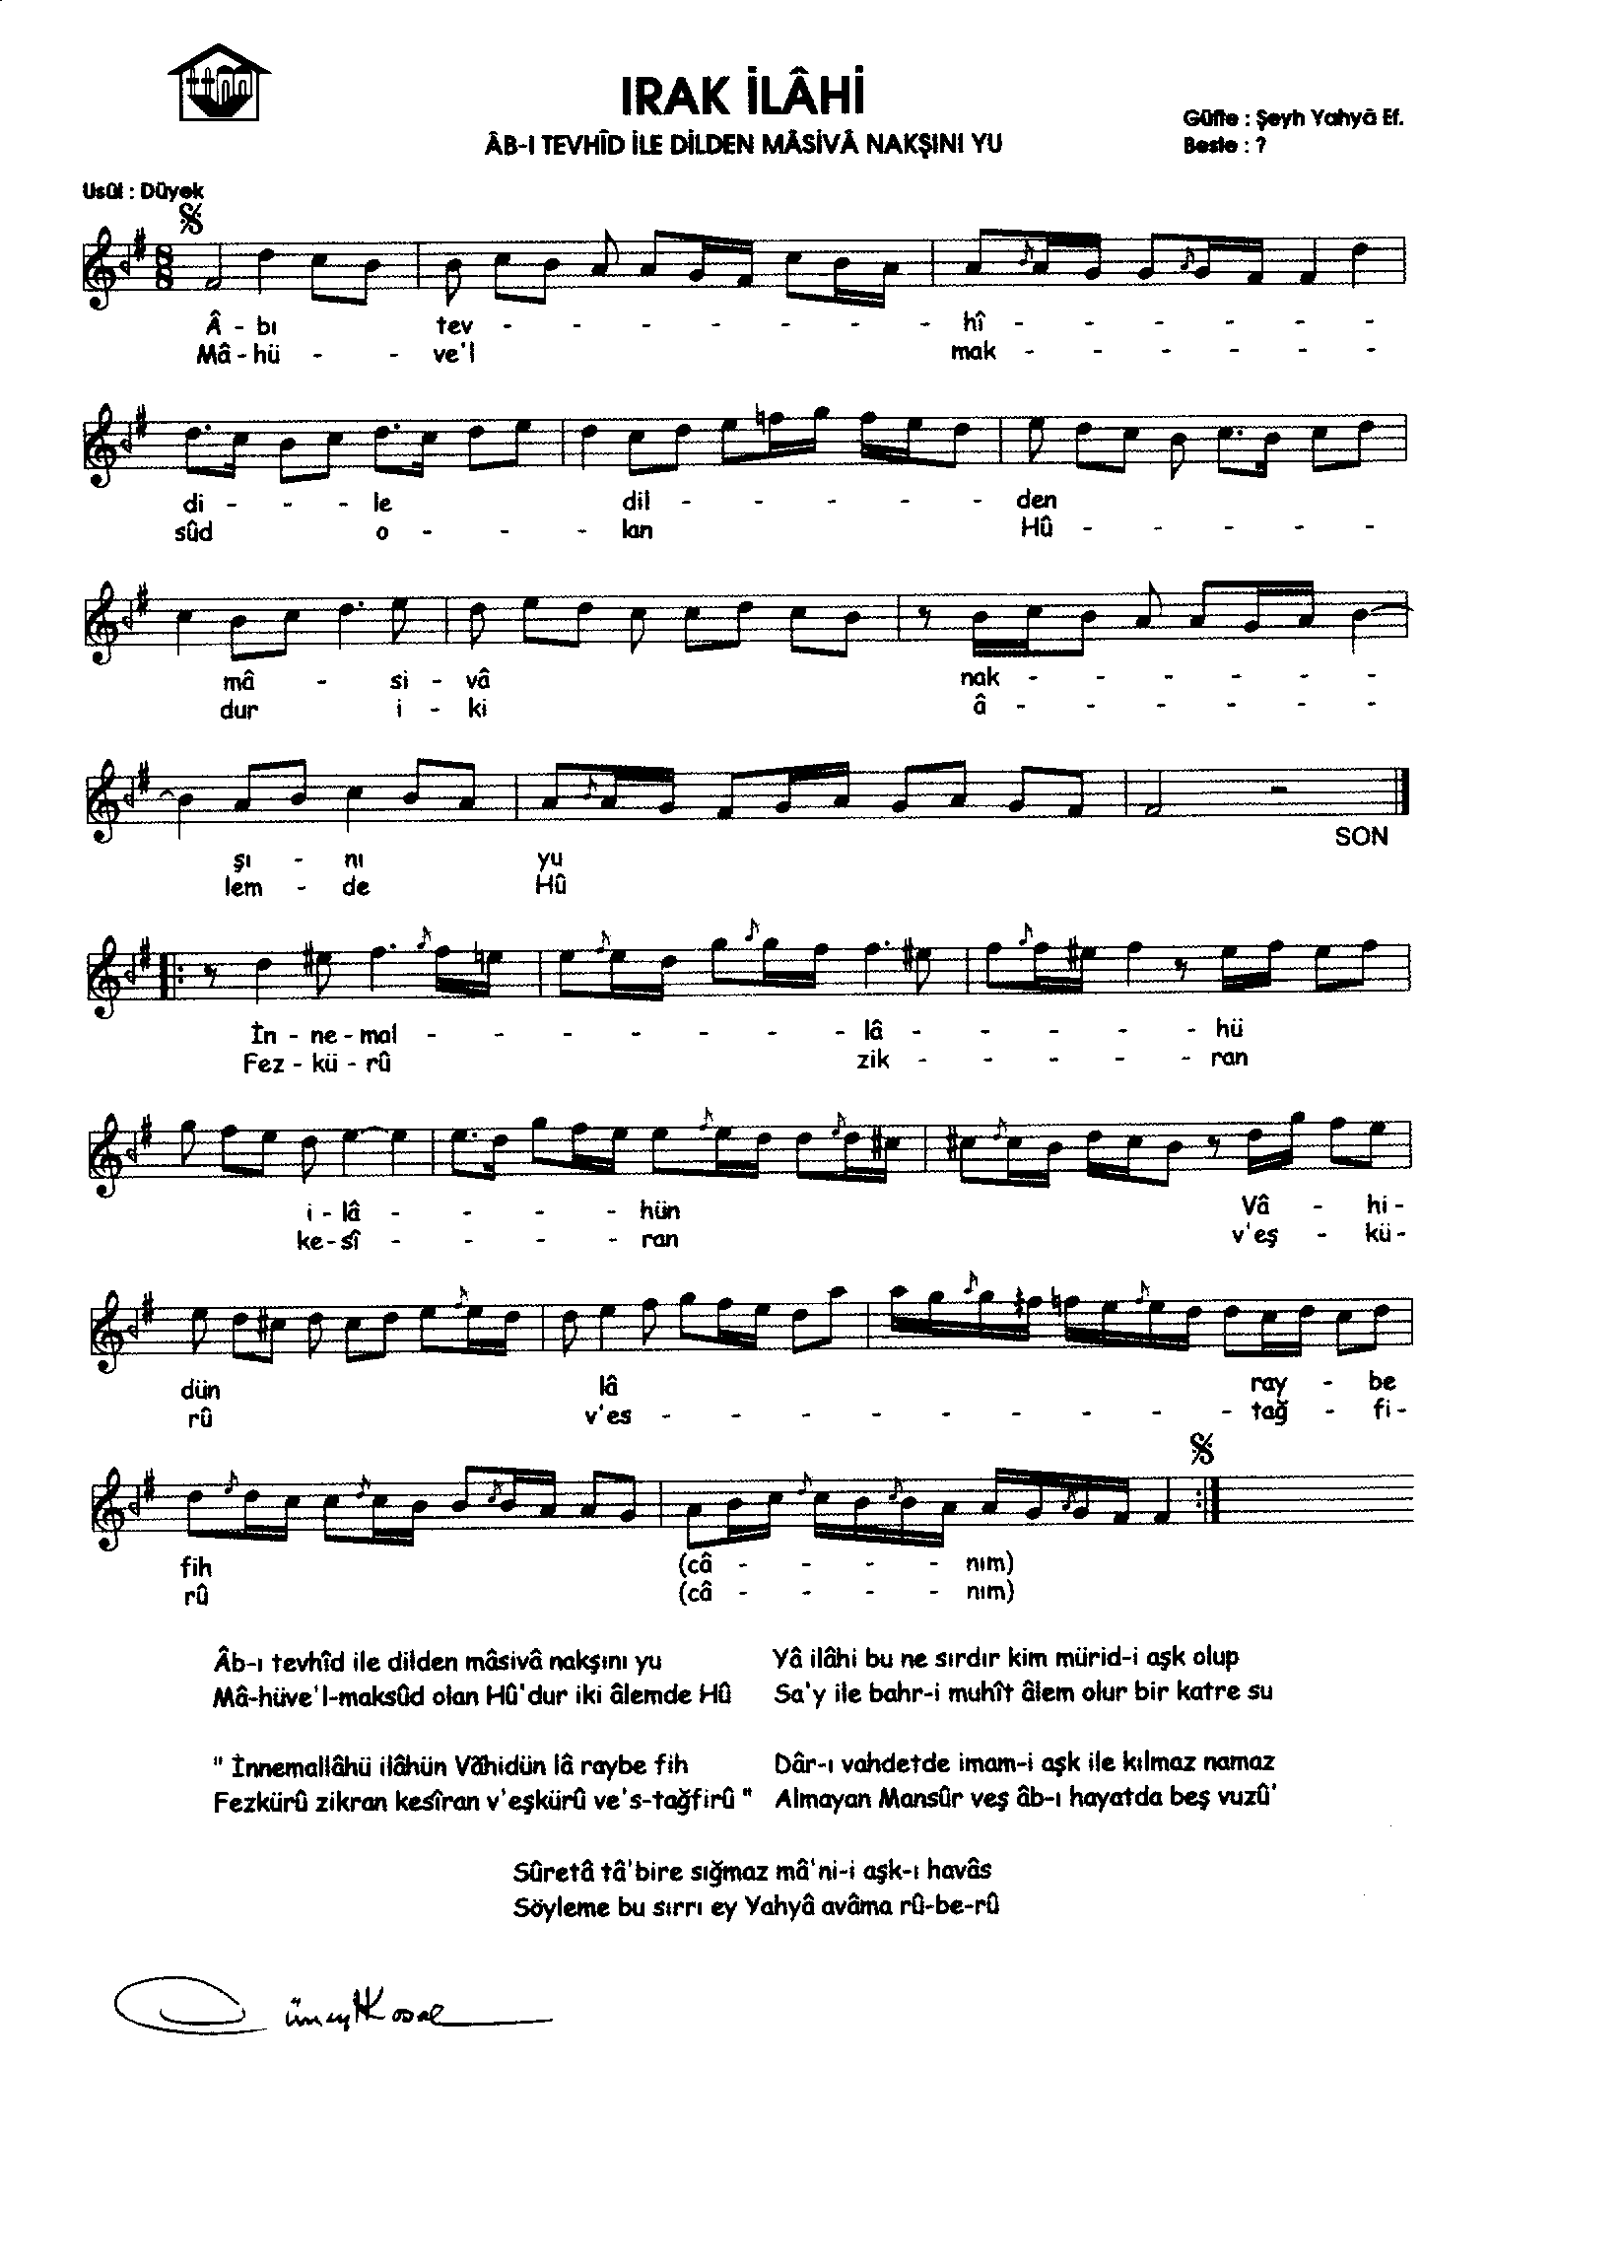 IRAK İLÂHİ
ÂB-I TEVHÎD İLE DİLDEN MÂSİVÂ NAKŞINI YU
Güfte : Şeyh Yahyâ Ef.
Beste : ?
Usûl : Düyek
8
8
Â - bı tev - - - - - - - hî - - - - - -
Mâ - hü - - ve'l mak - - - - - -
di - - - le dil - - - - - den
sûd o - - - lan Hû - - - - -
mâ - si - vâ nak - - - - - -
dur i - ki â - - - - - -
şı - nı yu
lem - de Hû
SON
İn - ne - mal - - - - - - - lâ - - - - - hü
Fez - kü - rû zik - - - - - ran
i - lâ - - - - hün Vâ - hi -
ke - sî - - - - ran v'eş - kü -
dün lâ ray - be
rû v'es - - - - - - - - - tağ - fi -
fih (câ - - - - nım)
rû (câ - - - - nım)
Âb-ı tevhîd ile dilden mâsivâ nakşını yu
Mâ-hüve'l-maksûd olan Hû'dur iki âlemde Hû
" İnnemallâhü ilâhün Vâhidün lâ raybe fih
Fezkürû zikran kesîran v'eşkürû ve's-tağfirû "
Yâ ilâhi bu ne sırdır kim mürid-i aşk olup
Sa'y ile bahr-i muhît âlem olur bir katre su
Dâr-ı vahdetde imam-i aşk ile kılmaz namaz
Almayan Mansûr veş âb-ı hayatda beş vuzû'
Sûretâ tâ'bire sığmaz mâ'ni-i aşk-ı havâs
Söyleme bu sırrı ey Yahyâ avâma rû-be-rû